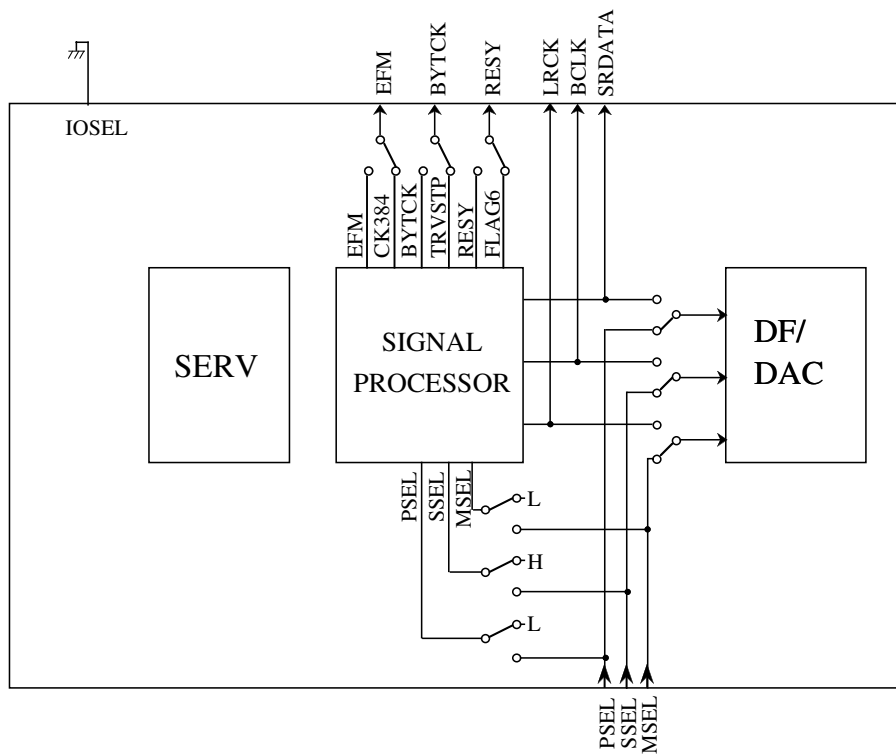 EFM
BYTCK
RESY
LRCK
BCLK
SRDATA
IOSEL
EFM
CK384
BYTCK
TRVSTP
RESY
FLAG6
SERV
SIGNAL
PROCESSOR
DF/
DAC
PSEL
SSEL
MSEL
L
H
L
PSEL
SSEL
MSEL